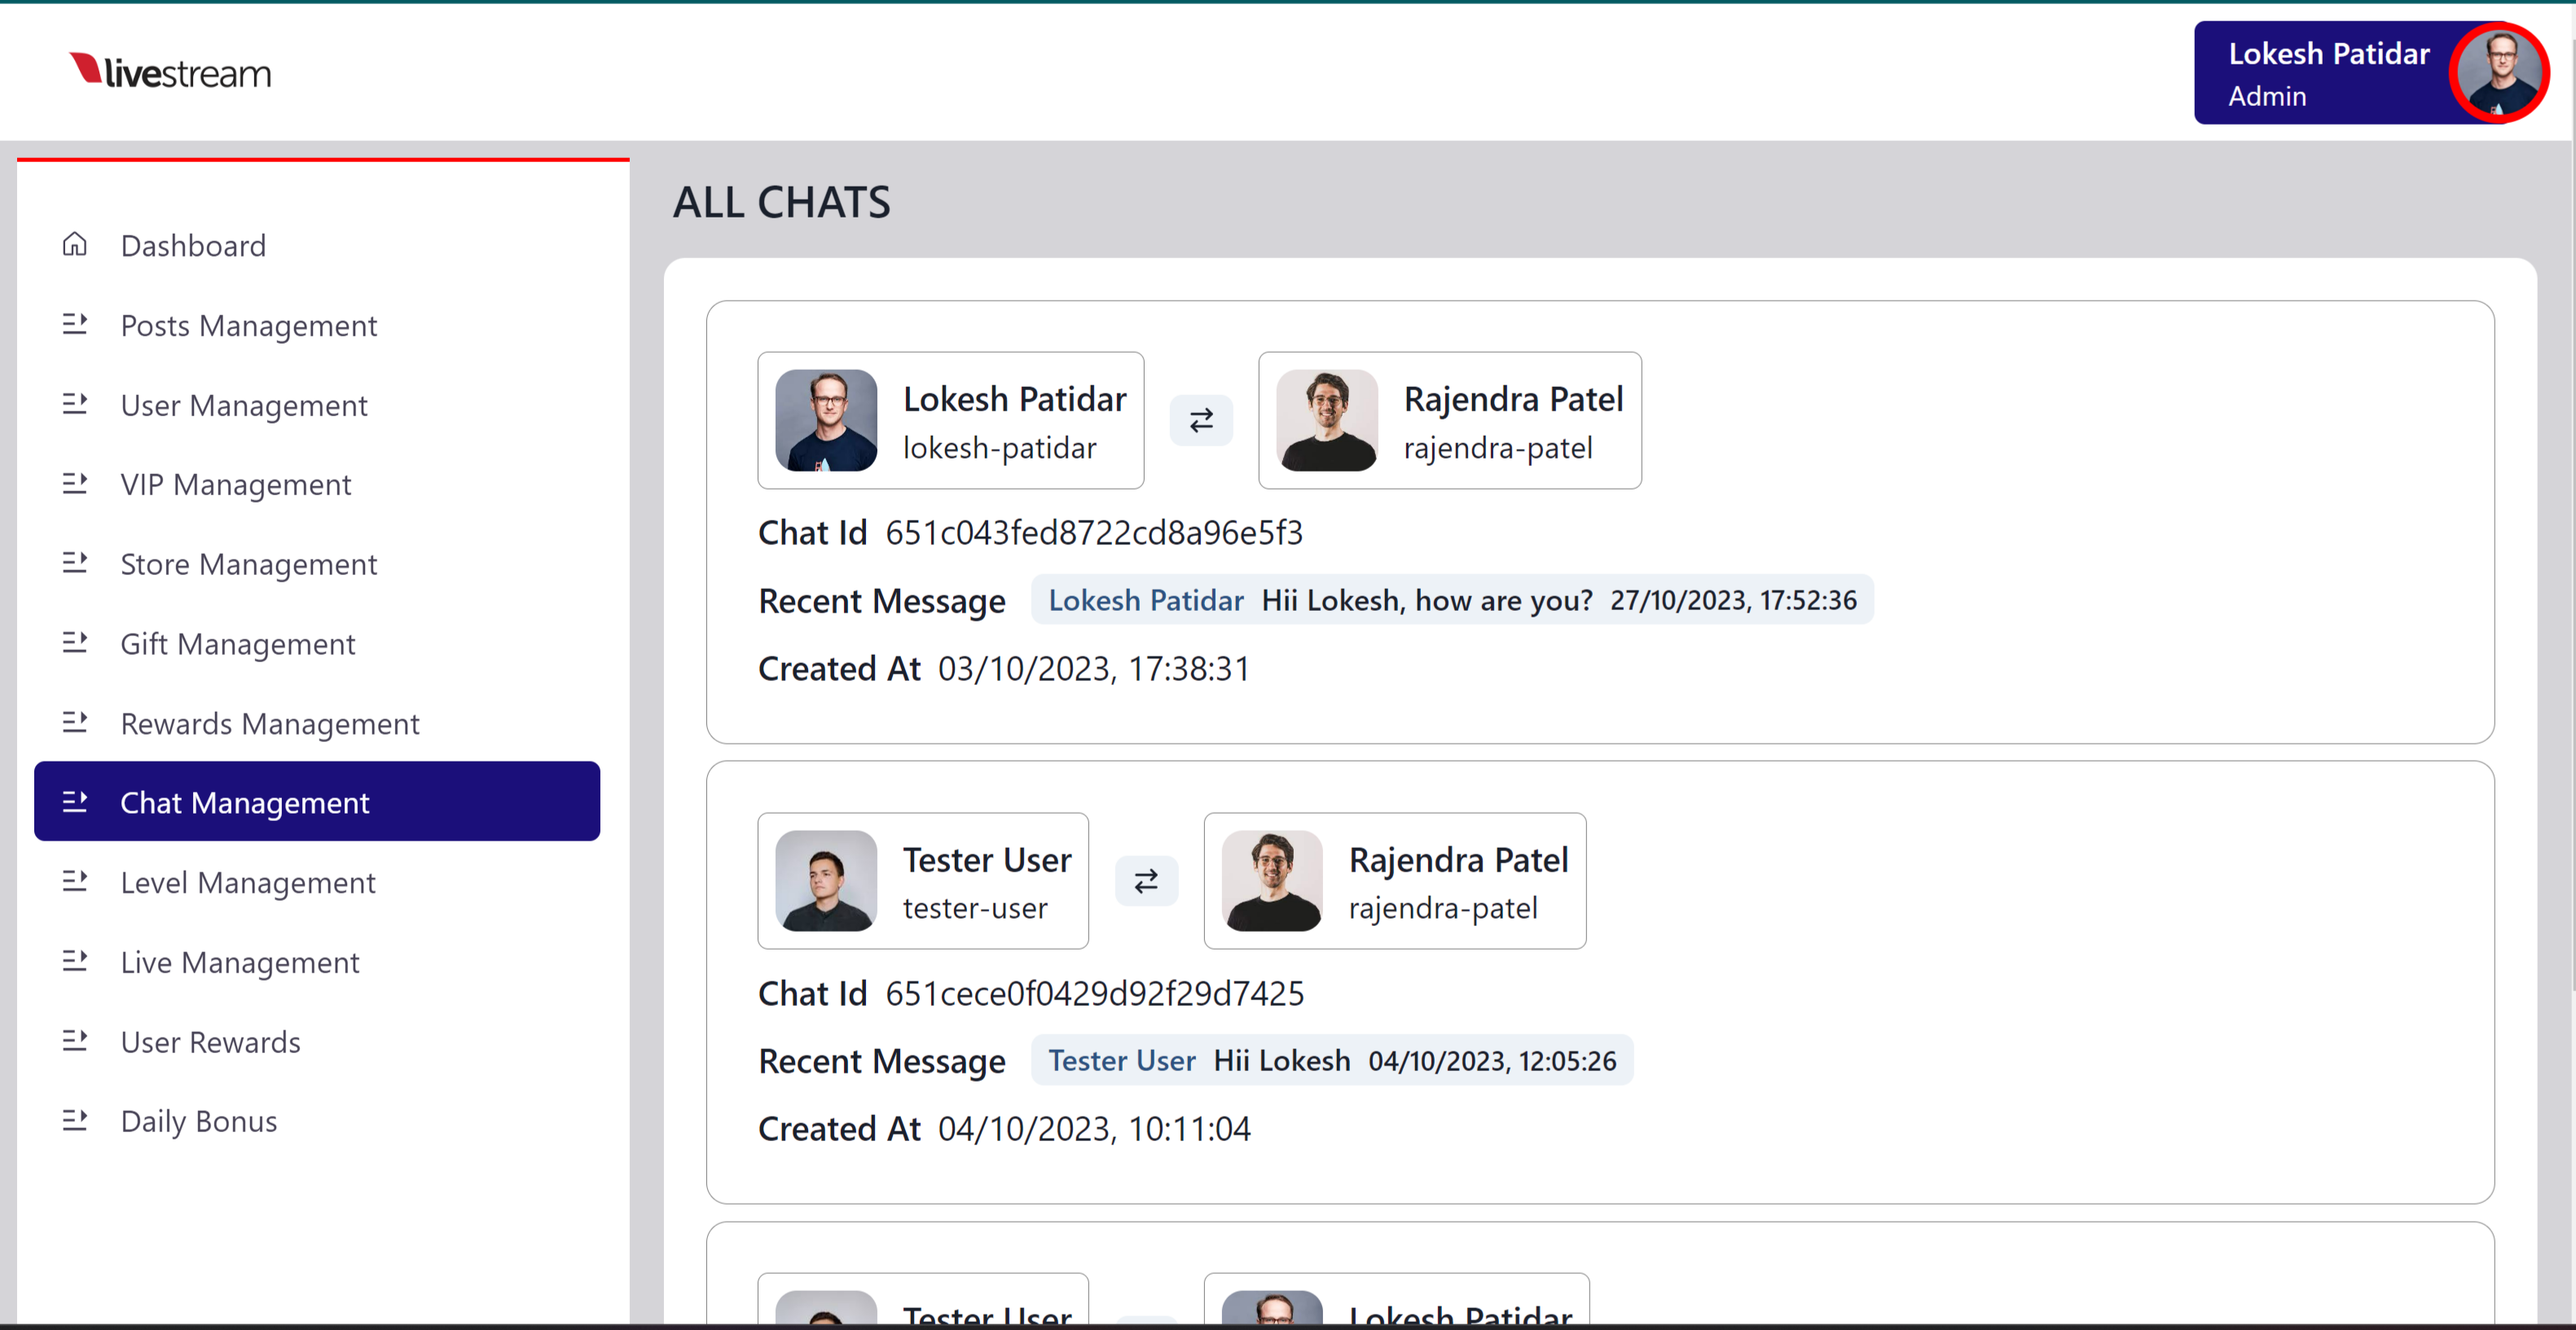 livestream
Lokesh Patidar
Admin
Dashboard
Posts Management
User Management
VIP Management
Store Management
Gift Management
Rewards Management
Chat Management
Level Management
Live Management
User Rewards
Daily Bonus
ALL CHATS
Lokesh Patidar
lokesh-patidar
Rajendra Patel
rajendra-patel
Chat Id 651c043fed8722cd8a96e5f3
Recent Message Lokesh Patidar Hii Lokesh, how are you? 27/10/2023, 17:52:36
Created At 03/10/2023, 17:38:31
Tester User
tester-user
Rajendra Patel
rajendra-patel
Chat Id 651cece0f0429d92f29d7425
Recent Message Tester User Hii Lokesh 04/10/2023, 12:05:26
Created At 04/10/2023, 10:11:04
Tester User
Lokesh Patidar